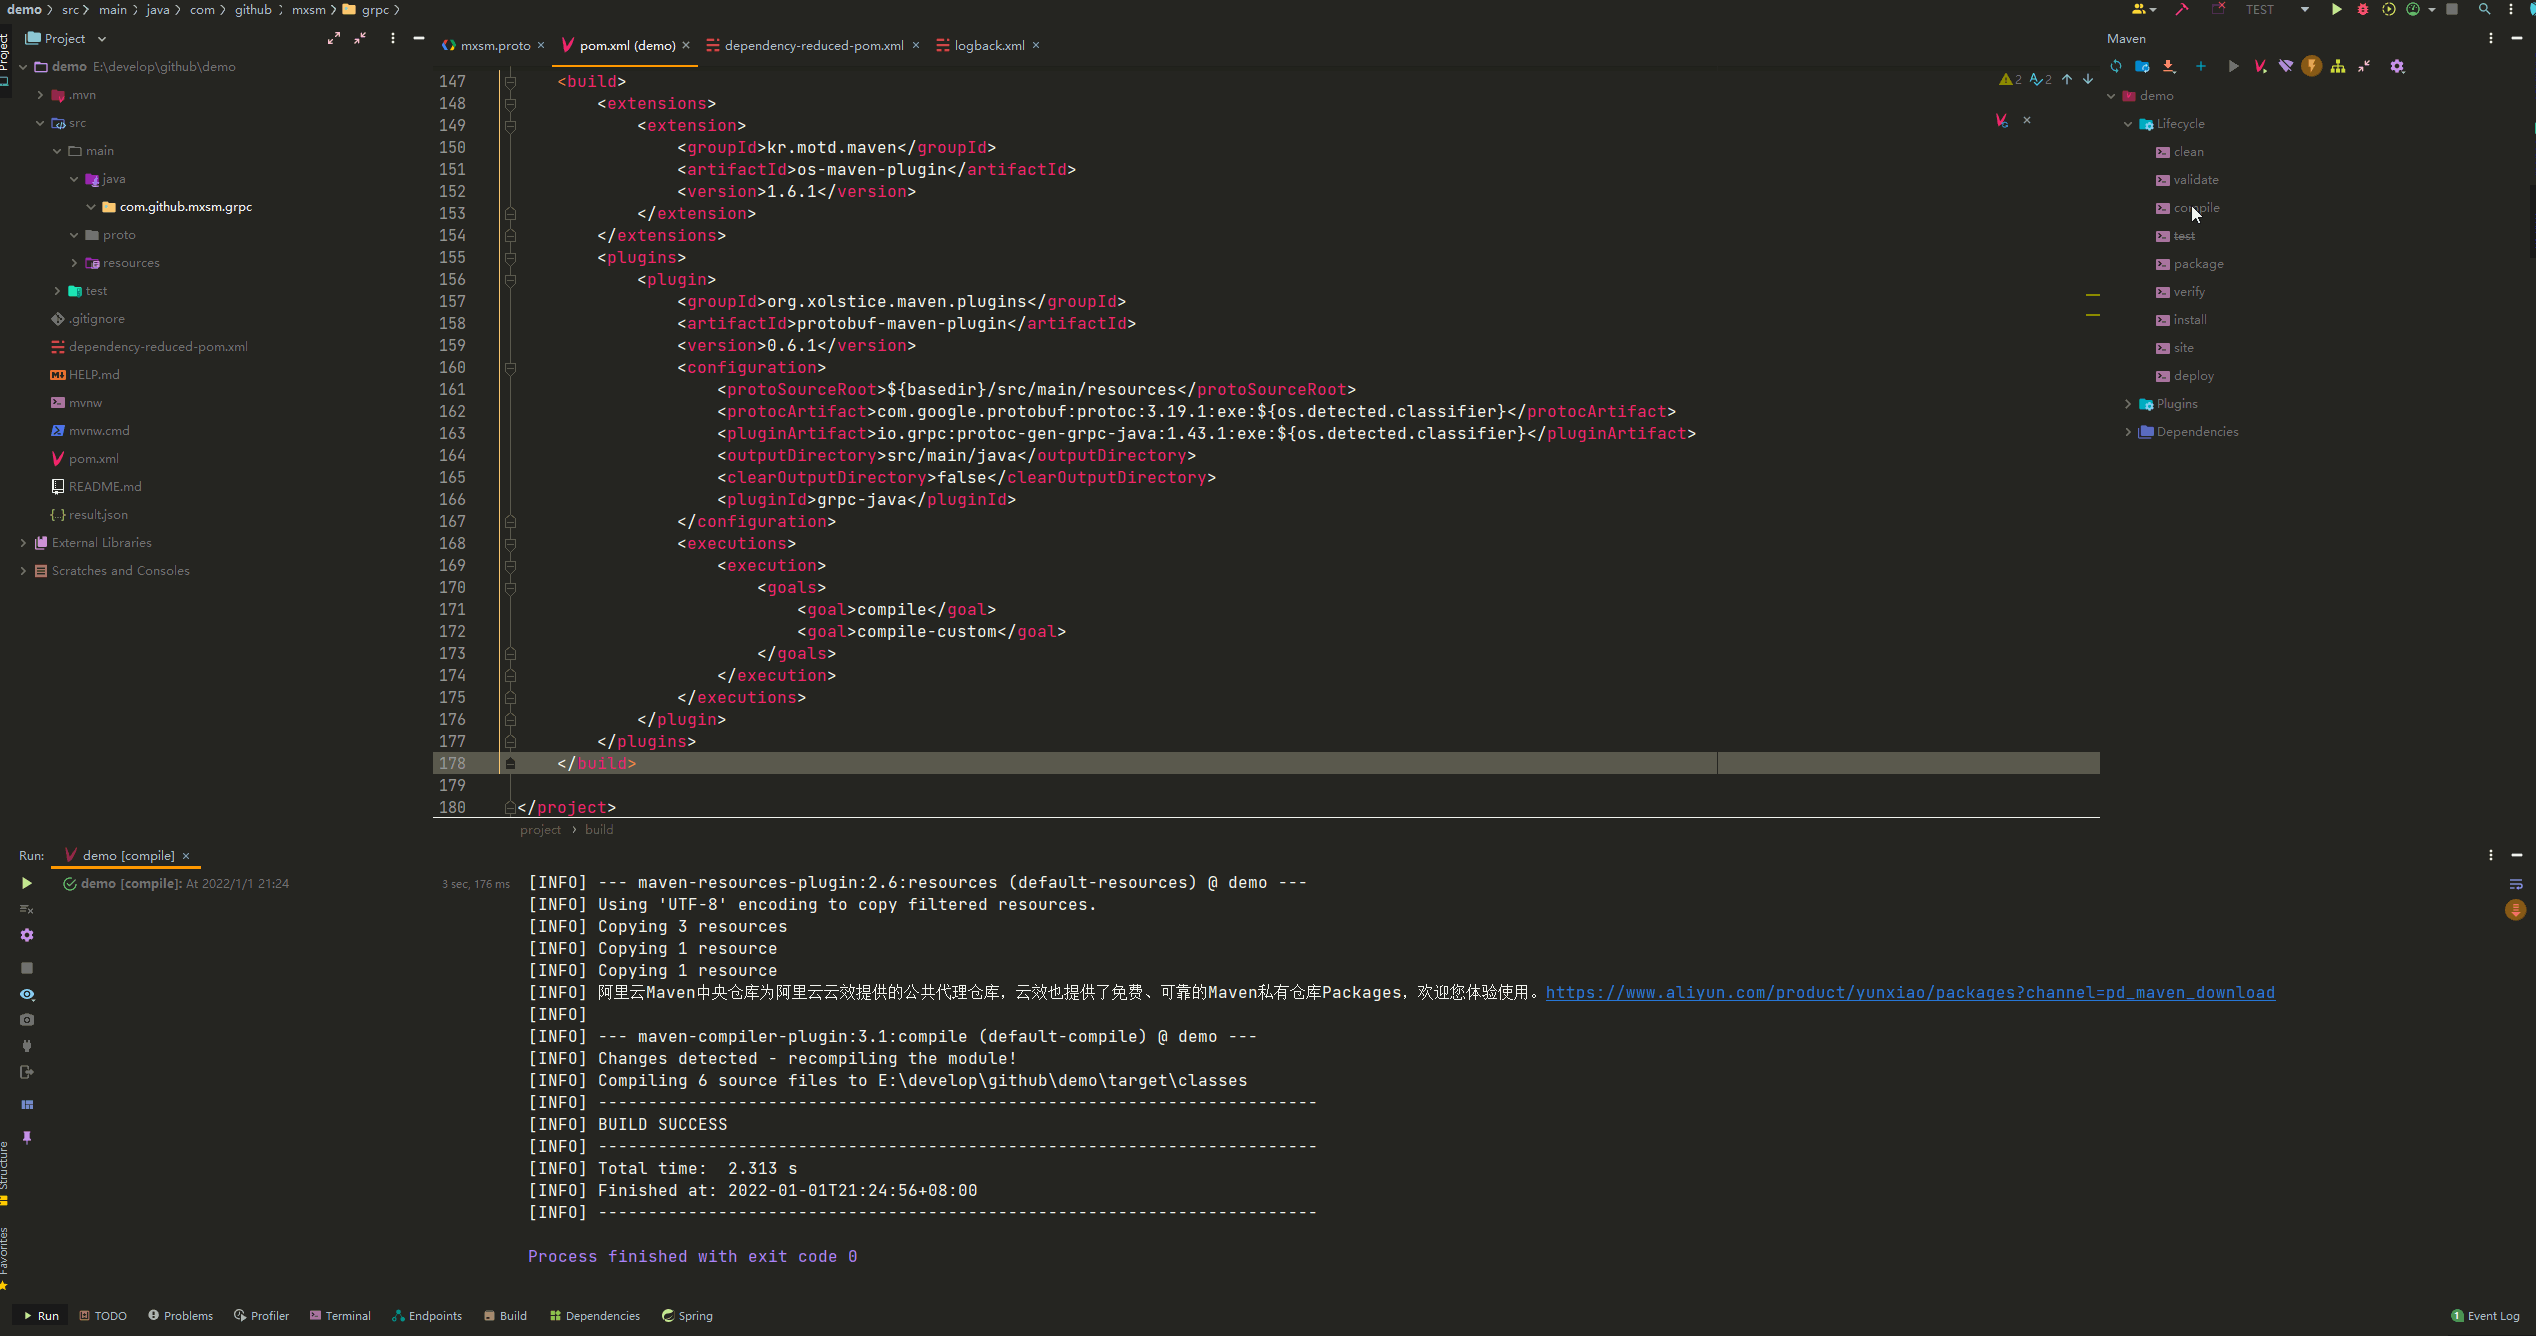 demo
src
main
java
com
github
mxsm
grpc
TEST
Project
Project
demo E:\develop\github\demo
.mvn
src
main
java
com.github.mxsm.grpc
proto
resources
test
.gitignore
dependency-reduced-pom.xml
HELP.md
mvnw
mvnw.cmd
pom.xml
README.md
result.json
External Libraries
Scratches and Consoles
mxsm.proto
pom.xml (demo)
dependency-reduced-pom.xml
logback.xml
2 2
147 <build>
148 <extensions>
149 <extension>
150 <groupId>kr.motd.maven</groupId>
151 <artifactId>os-maven-plugin</artifactId>
152 <version>1.6.1</version>
153 </extension>
154 </extensions>
155 <plugins>
156 <plugin>
157 <groupId>org.xolstice.maven.plugins</groupId>
158 <artifactId>protobuf-maven-plugin</artifactId>
159 <version>0.6.1</version>
160 <configuration>
161 <protoSourceRoot>${basedir}/src/main/resources</protoSourceRoot>
162 <protocArtifact>com.google.protobuf:protoc:3.19.1:exe:${os.detected.classifier}</protocArtifact>
163 <pluginArtifact>io.grpc:protoc-gen-grpc-java:1.43.1:exe:${os.detected.classifier}</pluginArtifact>
164 <outputDirectory>src/main/java</outputDirectory>
165 <clearOutputDirectory>false</clearOutputDirectory>
166 <pluginId>grpc-java</pluginId>
167 </configuration>
168 <executions>
169 <execution>
170 <goals>
171 <goal>compile</goal>
172 <goal>compile-custom</goal>
173 </goals>
174 </execution>
175 </executions>
176 </plugin>
177 </plugins>
178 </build>
179
180 </project>
project › build
Maven
demo
Lifecycle
clean
validate
compile
test
package
verify
install
site
deploy
Plugins
Dependencies
Run: demo [compile]
demo [compile]: At 2022/1/1 21:24
3 sec, 176 ms
[INFO] --- maven-resources-plugin:2.6:resources (default-resources) @ demo ---
[INFO] Using 'UTF-8' encoding to copy filtered resources.
[INFO] Copying 3 resources
[INFO] Copying 1 resource
[INFO] Copying 1 resource
[INFO] 阿里云Maven中央仓库为阿里云云效提供的公共代理仓库，云效也提供了免费、可靠的Maven私有仓库Packages，欢迎您体验使用。https://www.aliyun.com/product/yunxiao/packages?channel=pd_maven_download
[INFO]
[INFO] --- maven-compiler-plugin:3.1:compile (default-compile) @ demo ---
[INFO] Changes detected - recompiling the module!
[INFO] Compiling 6 source files to E:\develop\github\demo\target\classes
[INFO] ------------------------------------------------------------------------
[INFO] BUILD SUCCESS
[INFO] ------------------------------------------------------------------------
[INFO] Total time:  2.313 s
[INFO] Finished at: 2022-01-01T21:24:56+08:00
[INFO] ------------------------------------------------------------------------
Process finished with exit code 0
Structure
Favorites
Run
TODO
Problems
Profiler
Terminal
Endpoints
Build
Dependencies
Spring
1 Event Log